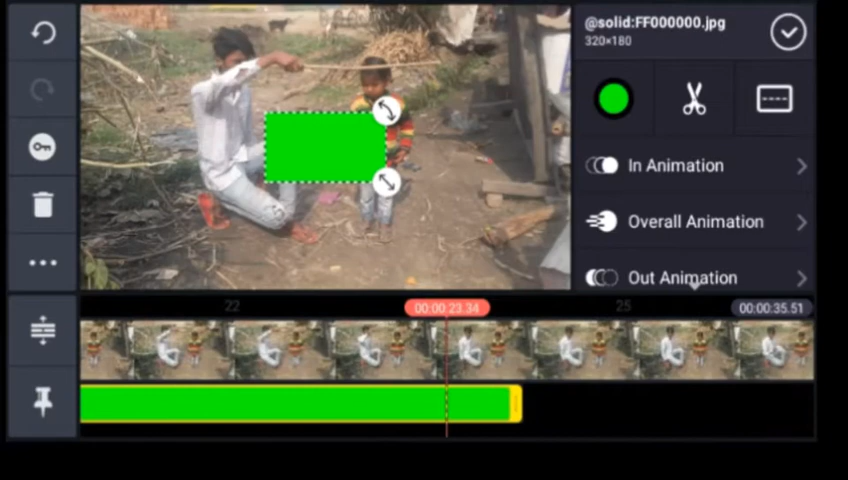 @solid:FF000000.jpg
320×180
In Animation
Overall Animation
Out Animation
22
00:00:23.34
25
00:00:35.51